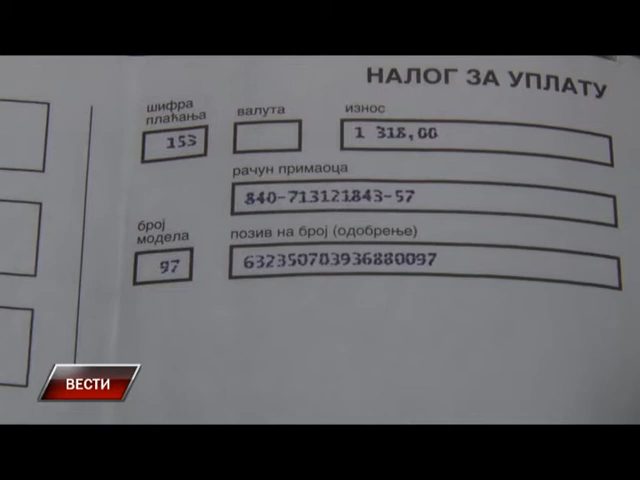 НАЛОГ ЗА УПЛАТУ
шифра
плаћања
валута
износ
153
1 318,00
рачун примаоца
840-713121843-57
број
модела
позив на број (одобрење)
97
632350703936880097
ВЕСТИ